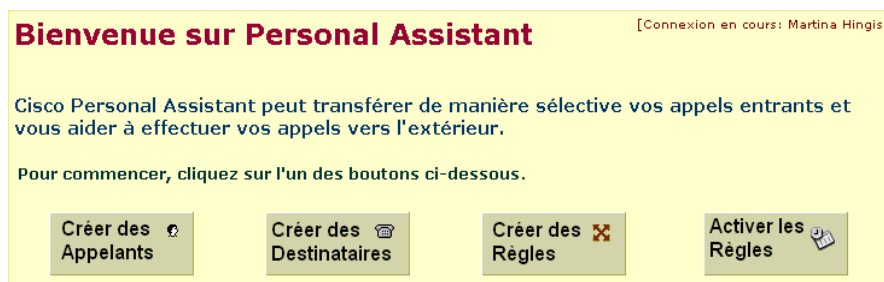 Bienvenue sur Personal Assistant
[Connexion en cours: Martina Hingis
Cisco Personal Assistant peut transférer de manière sélective vos appels entrants et
vous aider à effectuer vos appels vers l'extérieur.
Pour commencer, cliquez sur l'un des boutons ci-dessous.
Créer des
Appelants
Créer des
Destinataires
Créer des
Règles
Activer les
Règles